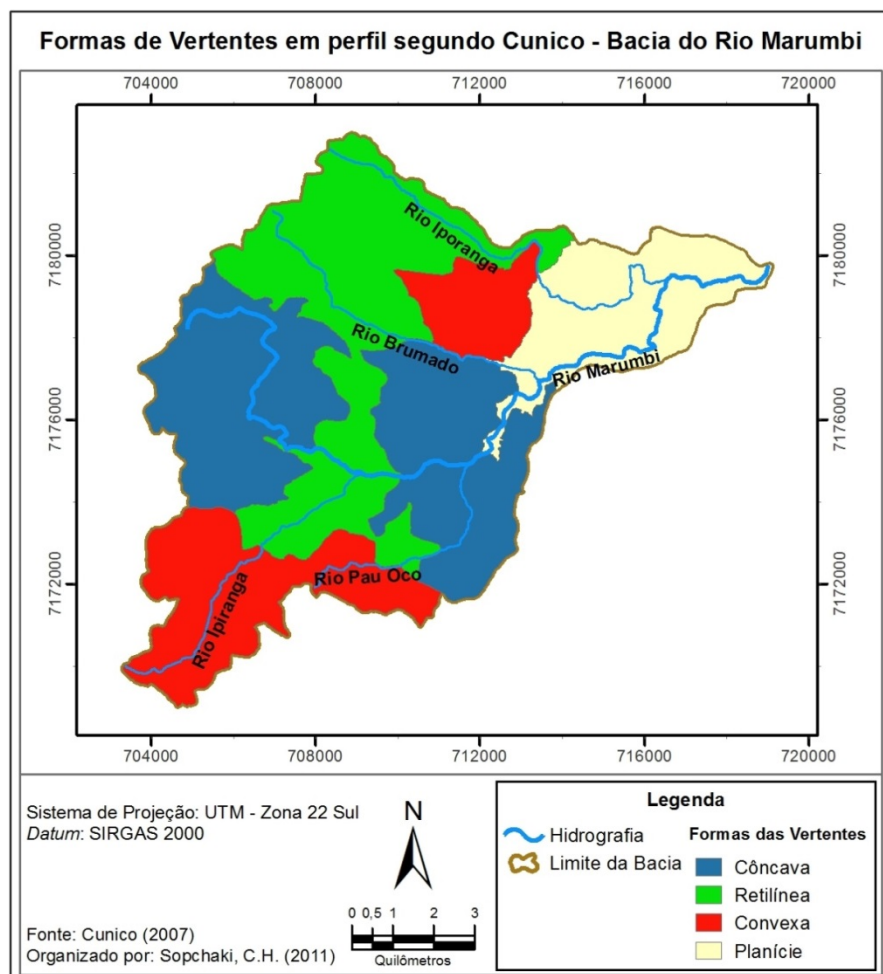 Formas de Vertentes em perfil segundo Cunico - Bacia do Rio Marumbi
704000 708000 712000 716000 720000
7180000 7180000
7176000 7176000
7172000 7172000
Rio Iporanga
Rio Brumado
Rio Marumbi
Rio Pau Oco
Rio Ipiranga
704000 708000 712000 716000 720000
Sistema de Projeção: UTM - Zona 22 Sul
Datum: SIRGAS 2000
Fonte: Cunico (2007)
Organizado por: Sopchaki, C.H. (2011)
N
0 0,5 1 2 3
Quilômetros
Legenda
Hidrografia
Limite da Bacia
Formas das Vertentes
Côncava
Retilínea
Convexa
Planície